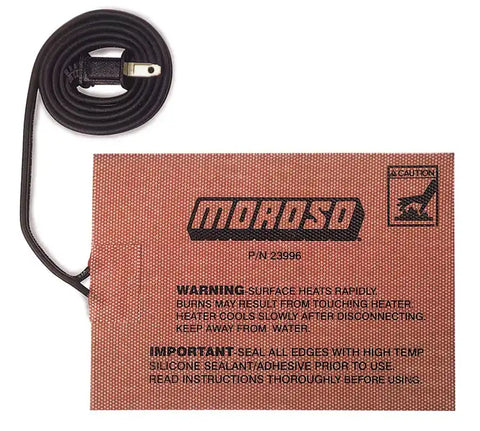 CAUTION
MOROSO
P/N 23996
WARNING-SURFACE HEATS RAPIDLY.
BURNS MAY RESULT FROM TOUCHING HEATER.
HEATER COOLS SLOWLY AFTER DISCONNECTING.
KEEP AWAY FROM WATER.
IMPORTANT-SEAL ALL EDGES WITH HIGH TEMP
SILICONE SEALANT/ADHESIVE PRIOR TO USE.
READ INSTRUCTIONS THOROUGHLY BEFORE USING.